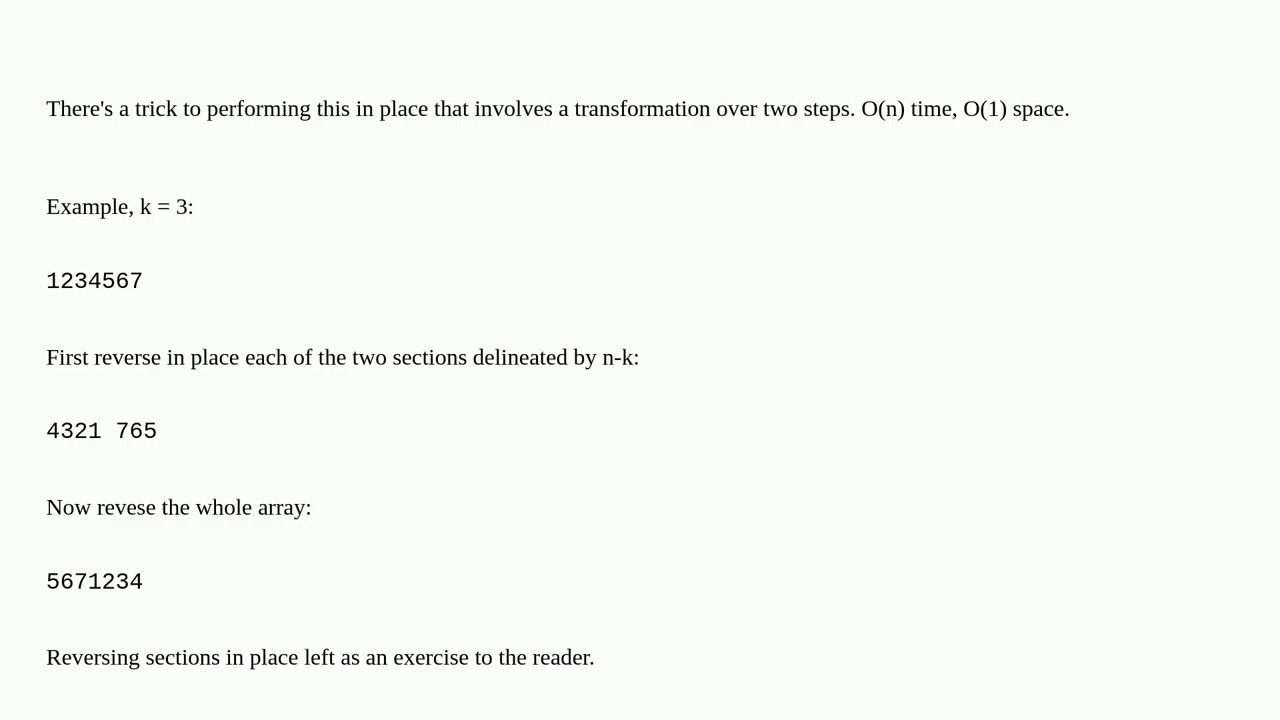 There's a trick to performing this in place that involves a transformation over two steps. O(n) time, O(1) space.
Example, k = 3:
1234567
First reverse in place each of the two sections delineated by n-k:
4321 765
Now revese the whole array:
5671234
Reversing sections in place left as an exercise to the reader.